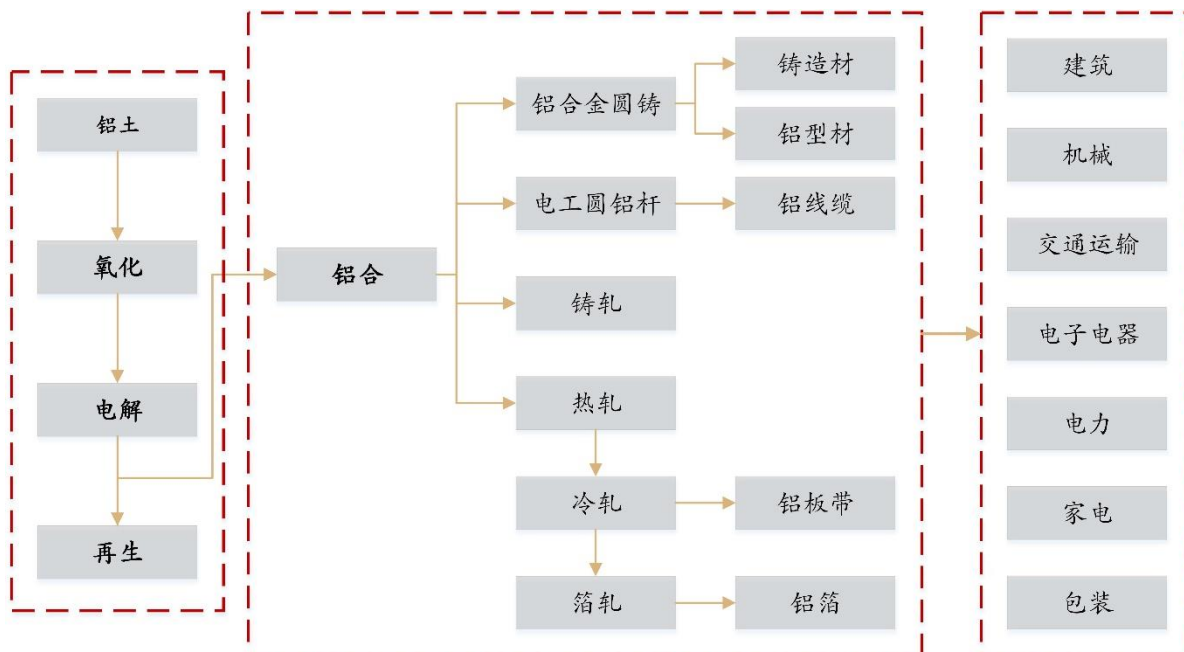 铝土
氧化
电解
再生
铝合
铝合金圆铸
电工圆铝杆
铸轧
热轧
冷轧
箔轧
铸造材
铝型材
铝线缆
铝板带
铝箔
建筑
机械
交通运输
电子电器
电力
家电
包装